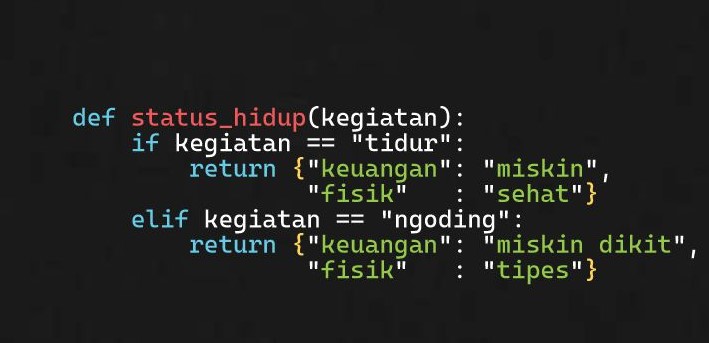 def status_hidup(kegiatan):
    if kegiatan == "tidur":
        return {"keuangan": "miskin",
                "fisik"   : "sehat"}
    elif kegiatan == "ngoding":
        return {"keuangan": "miskin dikit",
                "fisik"   : "tipes"}